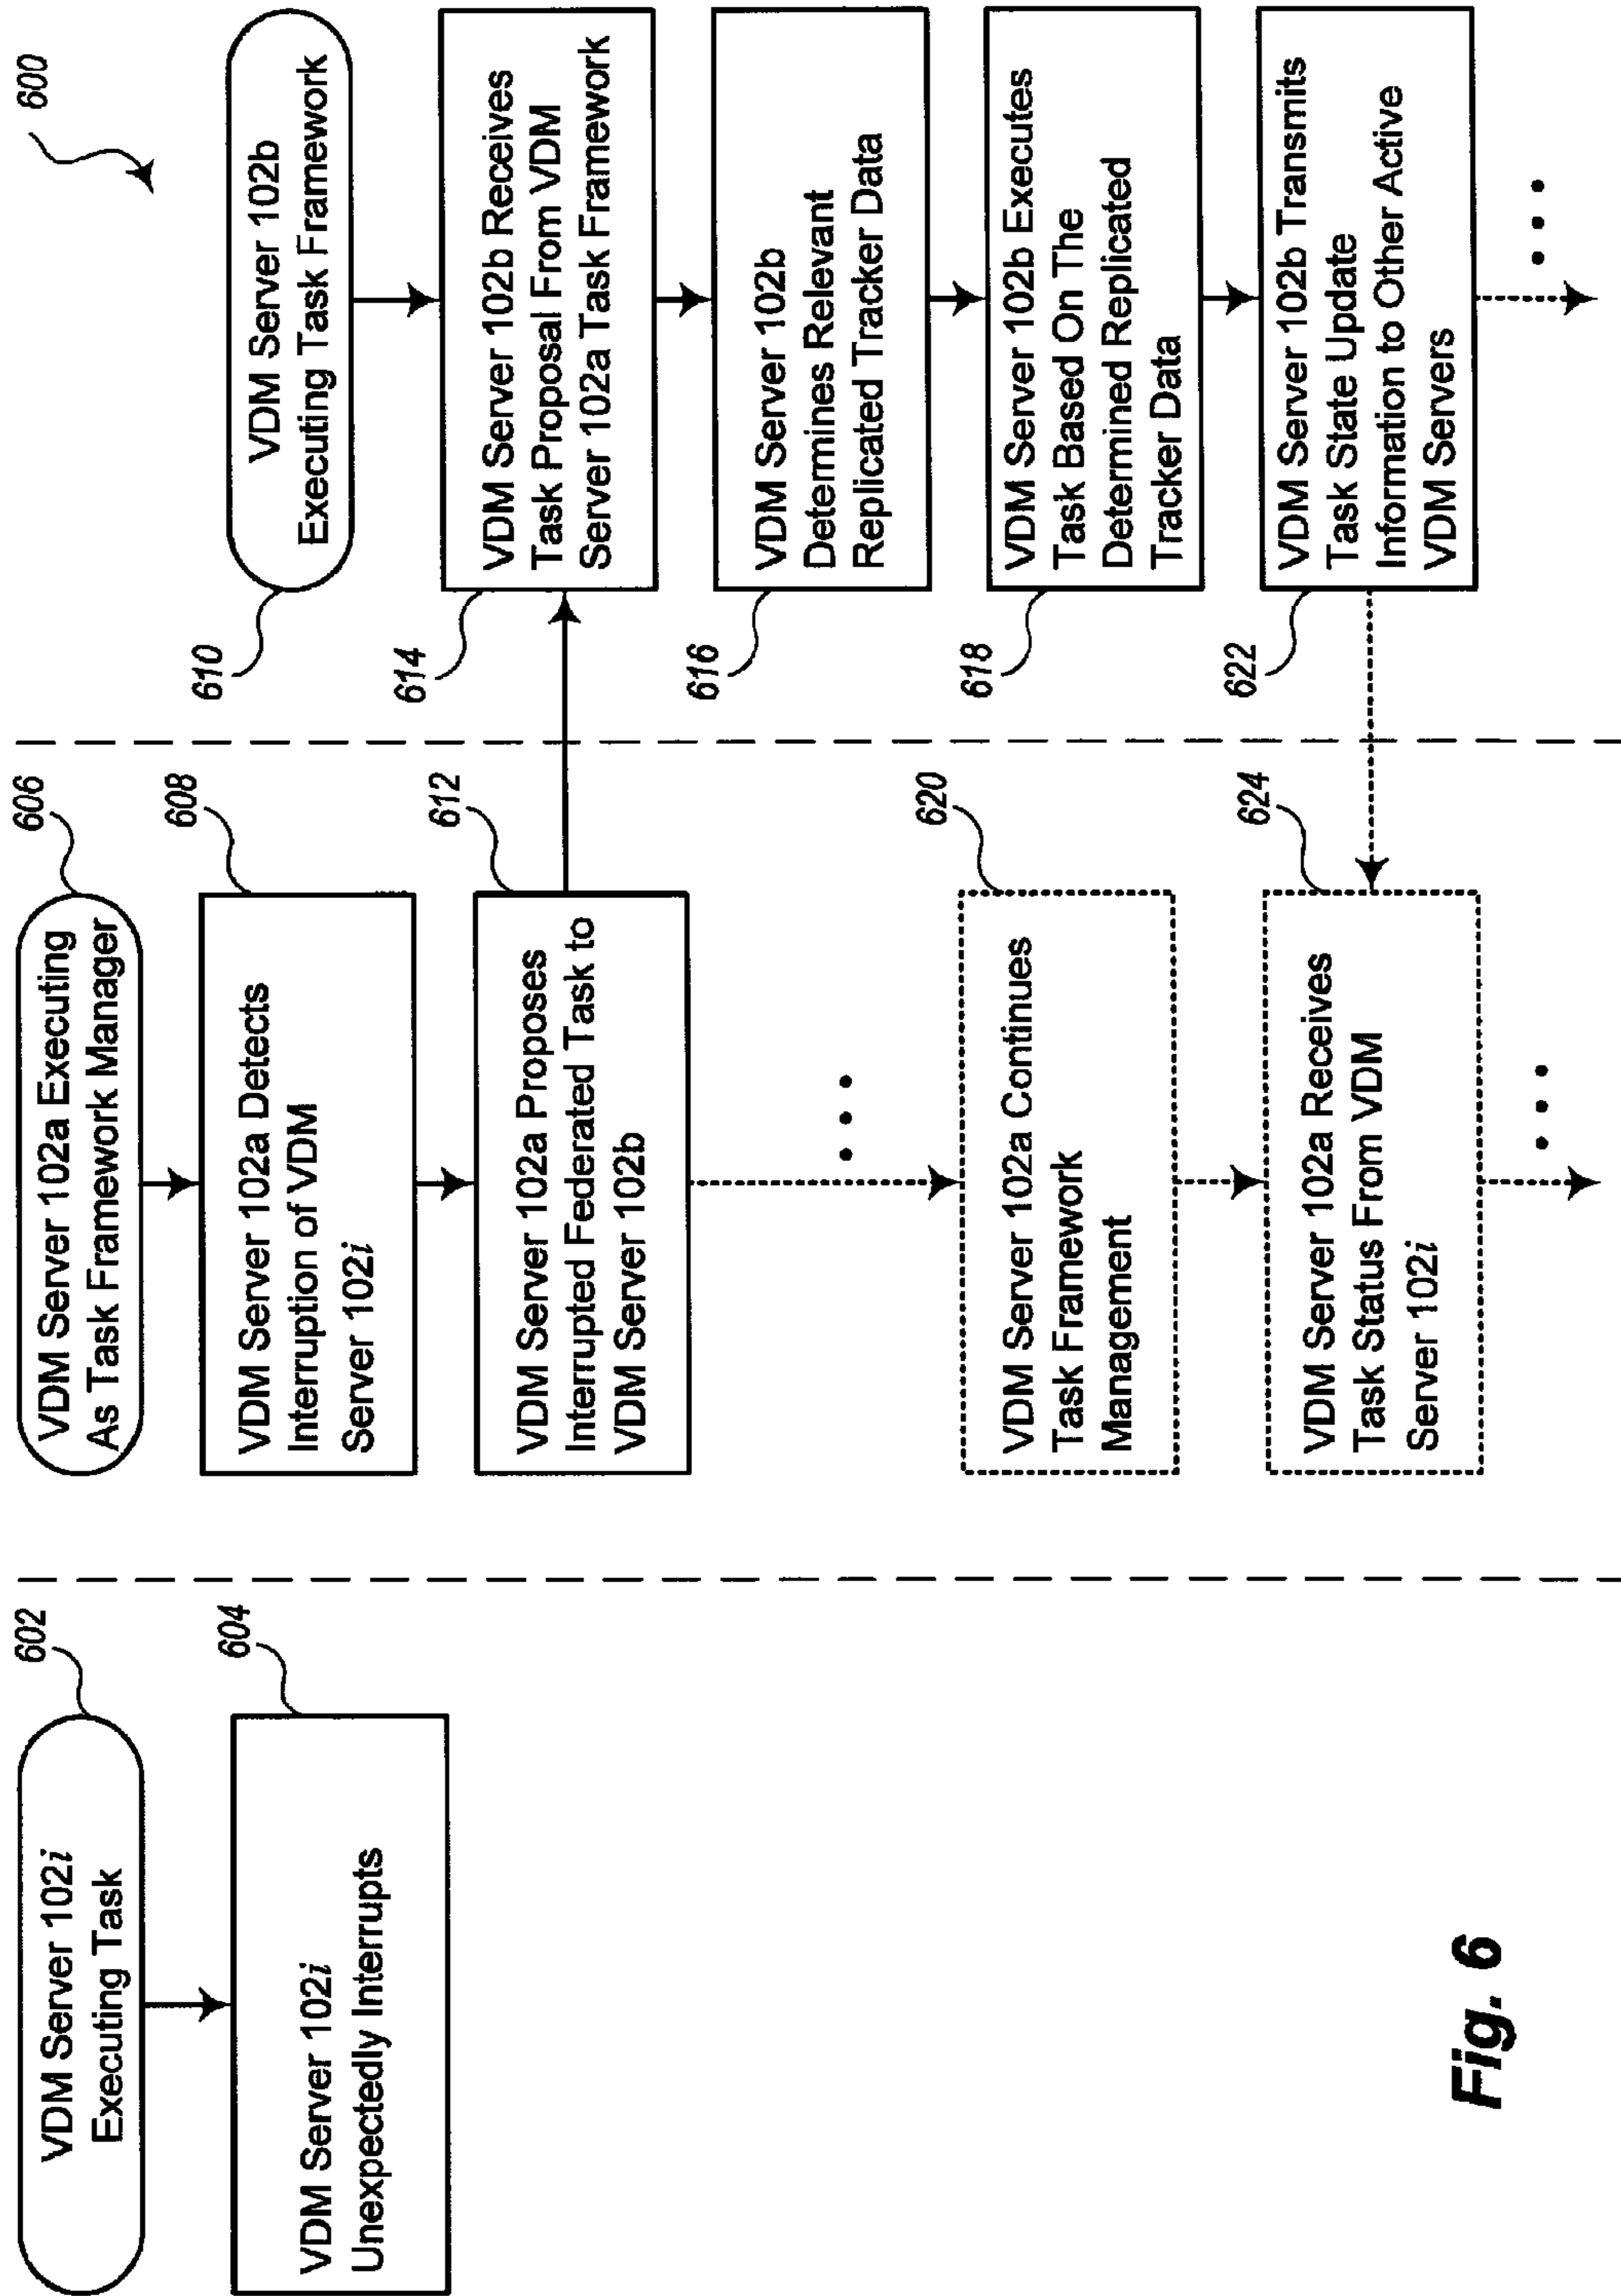 600
602
VDM Server 102i
Executing Task
604
VDM Server 102i
Unexpectedly Interrupts
606
VDM Server 102a Executing
As Task Framework Manager
608
VDM Server 102a Detects
Interruption of VDM
Server 102i
612
VDM Server 102a Proposes
Interrupted Federated Task to
VDM Server 102b
620
VDM Server 102a Continues
Task Framework
Management
624
VDM Server 102a Receives
Task Status From VDM
Server 102i
610
VDM Server 102b
Executing Task Framework
614
VDM Server 102b Receives
Task Proposal From VDM
Server 102a Task Framework
616
VDM Server 102b
Determines Relevant
Replicated Tracker Data
618
VDM Server 102b Executes
Task Based On The
Determined Replicated
Tracker Data
622
VDM Server 102b Transmits
Task State Update
Information to Other Active
VDM Servers
Fig. 6